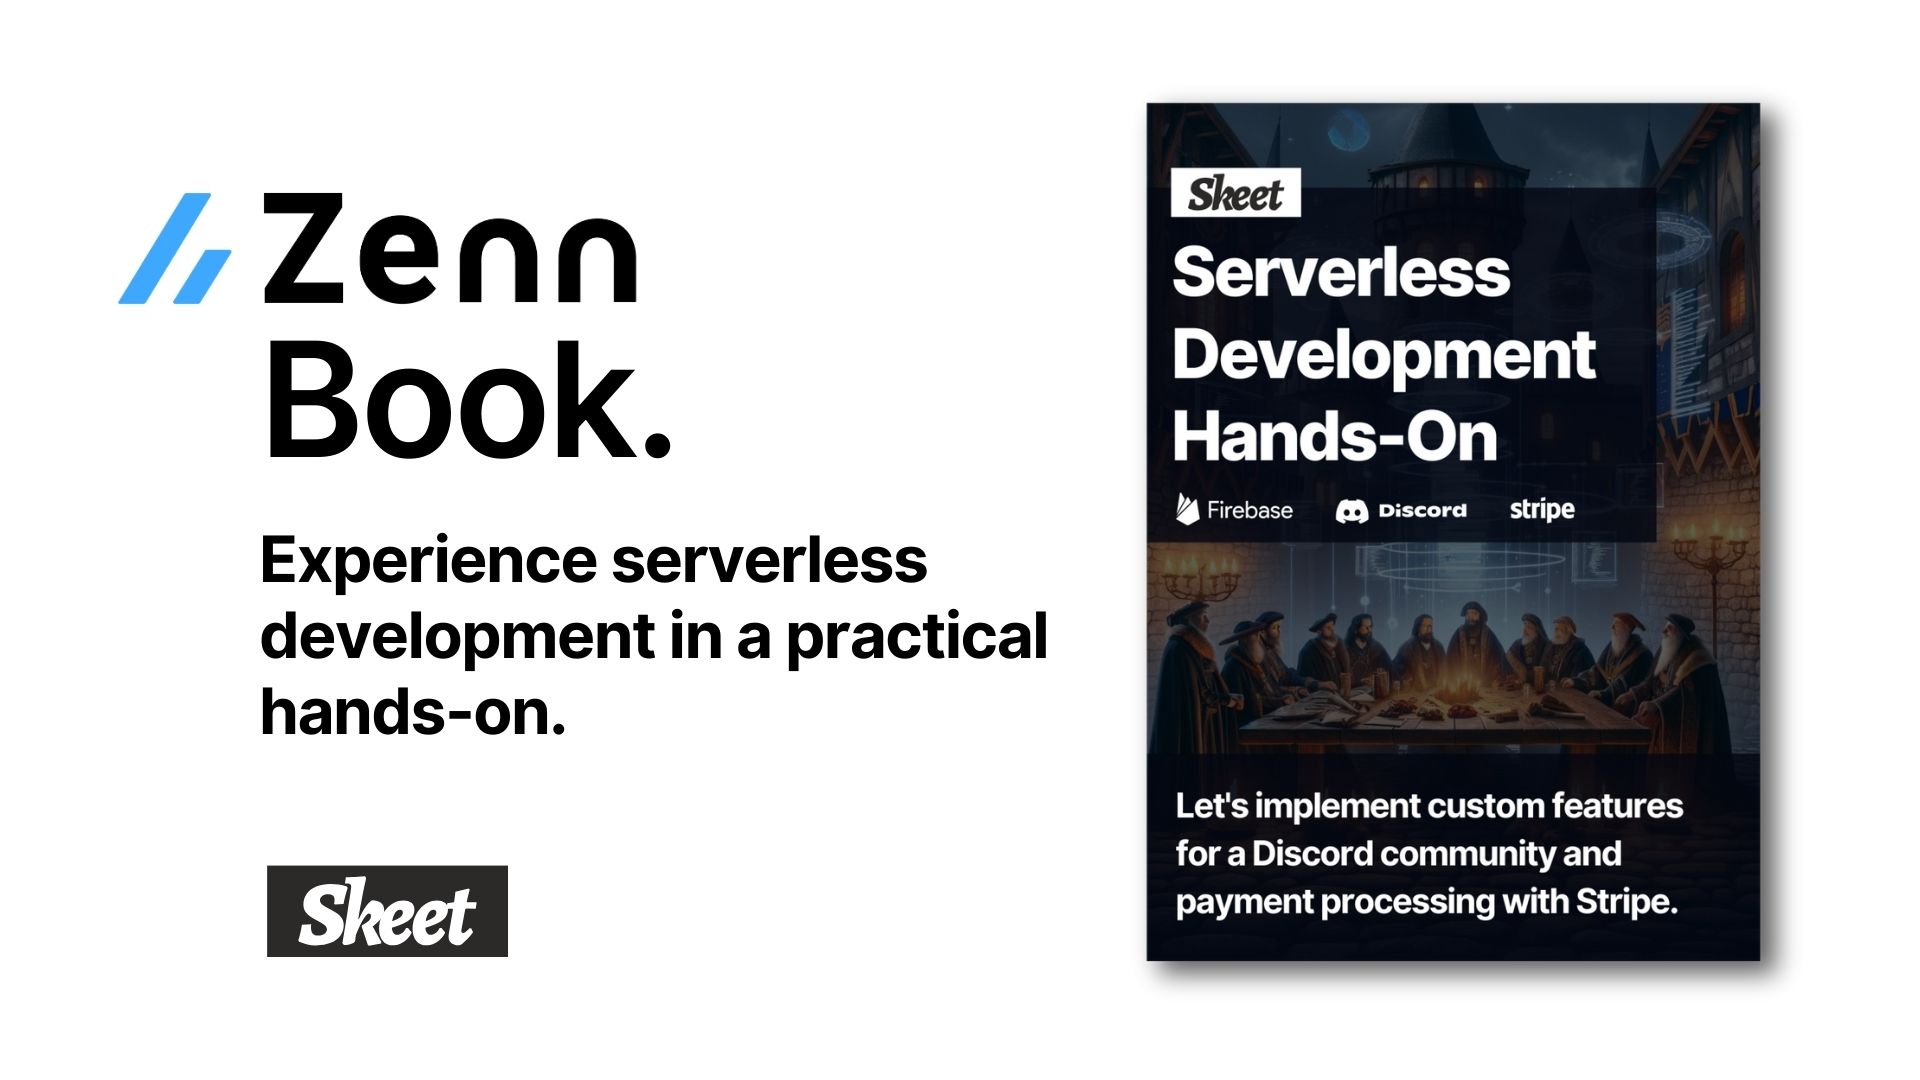 Zenn
Book.
Experience serverless
development in a practical
hands-on.
Skeet
Skeet
Serverless
Development
Hands-On
Firebase Discord stripe
Let's implement custom features
for a Discord community and
payment processing with Stripe.